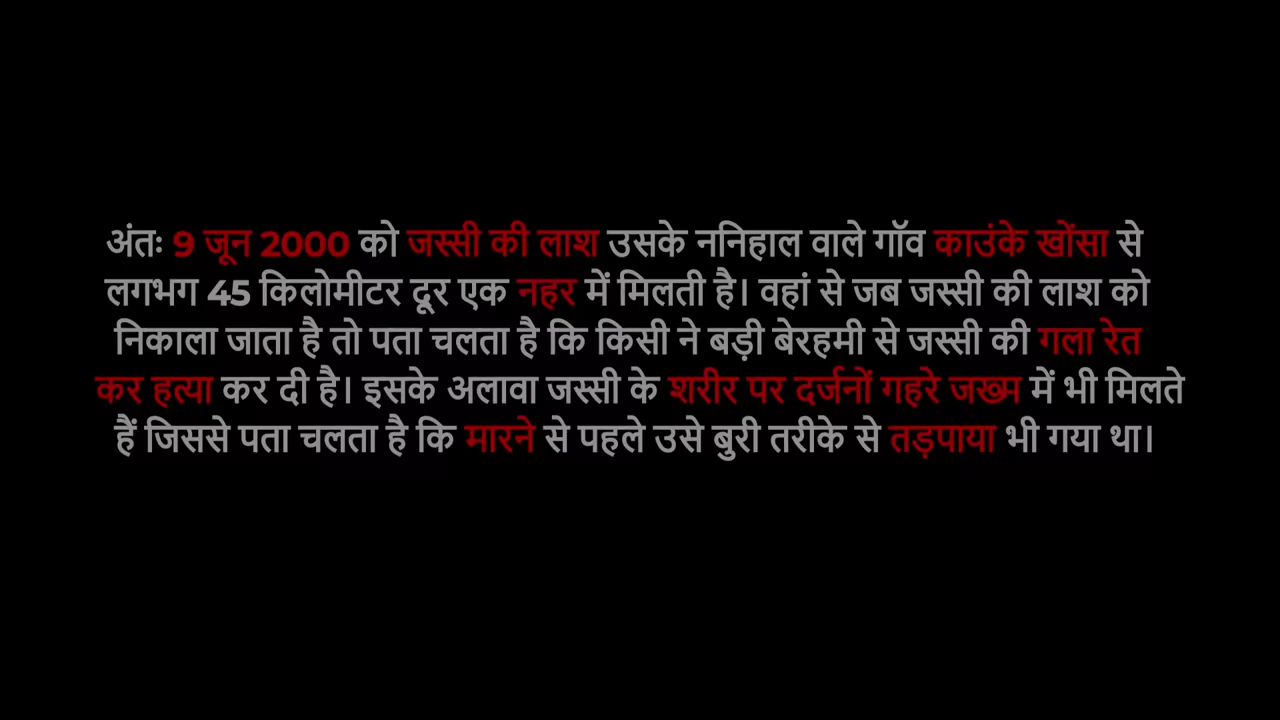 अंतः 9 जून 2000 को जस्सी की लाश उसके ननिहाल वाले गॉव काउंके खोंसा से
लगभग 45 किलोमीटर दूर एक नहर में मिलती है। वहां से जब जस्सी की लाश को
निकाला जाता है तो पता चलता है कि किसी ने बड़ी बेरहमी से जस्सी की गला रेत
कर हत्या कर दी है। इसके अलावा जस्सी के शरीर पर दर्जनों गहरे जख्म में भी मिलते
हैं जिससे पता चलता है कि मारने से पहले उसे बुरी तरीके से तड़पाया भी गया था।